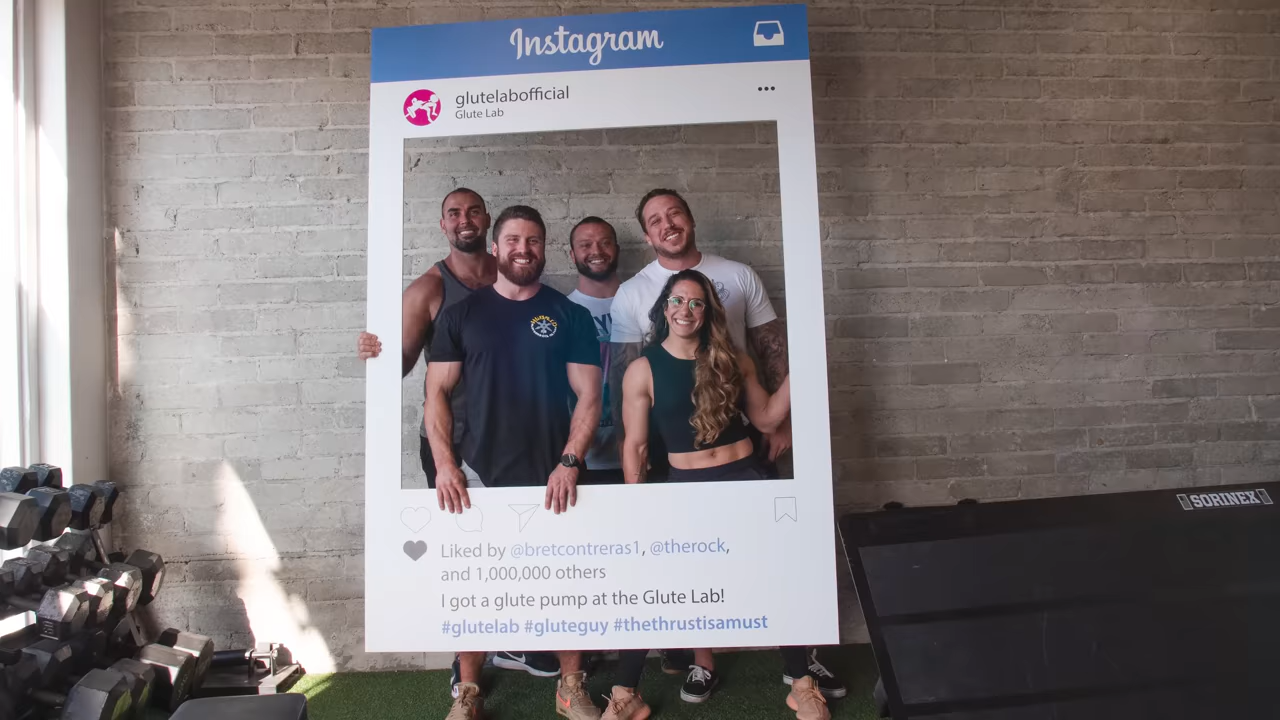 Instagram
glutelabofficial
Glute Lab
Liked by @bretcontreras1, @therock,
and 1,000,000 others
I got a glute pump at the Glute Lab!
#glutelab #gluteguy #thethrustisamust
SORINEX